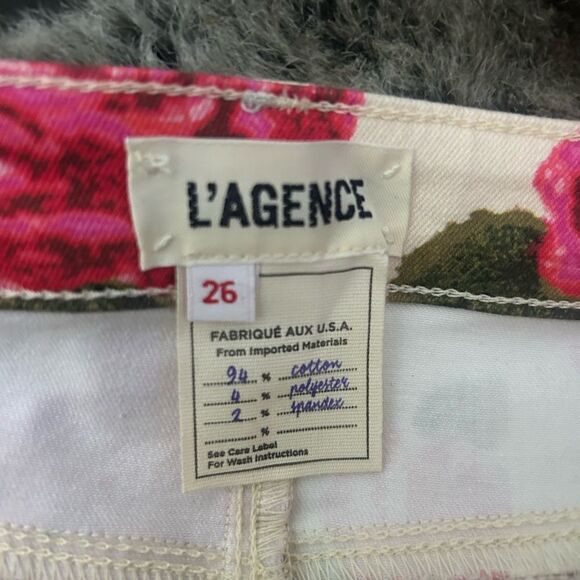 L'AGENCE
26
FABRIQUÉ AUX U.S.A.
From Imported Materials
94 % cotton
4 % polyester
2 % spandex
%
See Care Label
For Wash Instructions